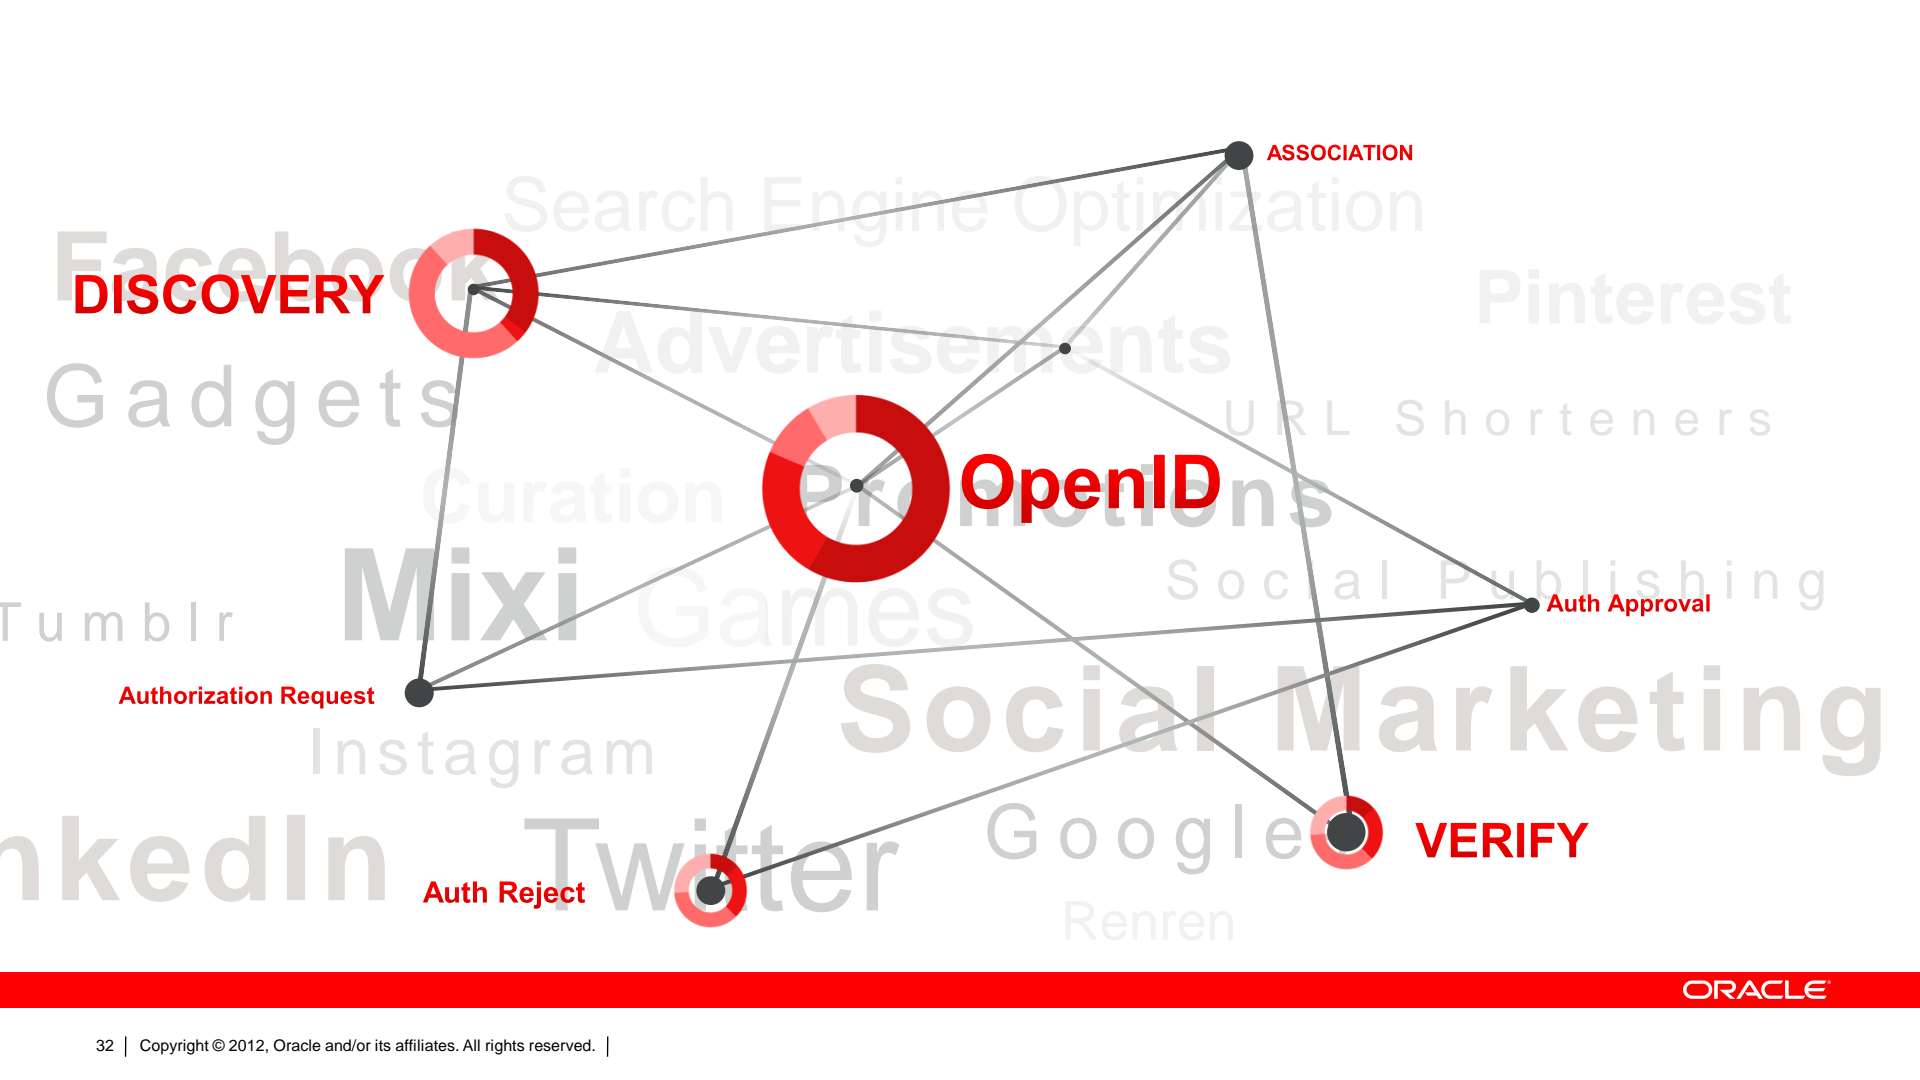 ASSOCIATION
Search Engine Optimization
Facebook
DISCOVERY
Pinterest
Advertisements
Gadgets
URL Shorteners
Curation
Promotions
OpenID
Mixi
Games
Social Publishing
Auth Approval
Tumblr
Authorization Request
Social Marketing
Instagram
nkedIn
Twitter
Google
VERIFY
Auth Reject
Renren
ORACLE
32 | Copyright © 2012, Oracle and/or its affiliates. All rights reserved. |